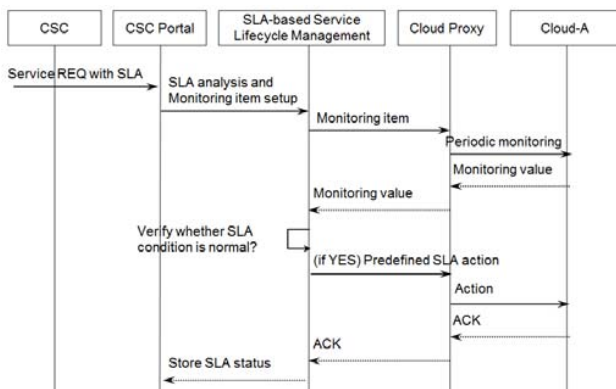 CSC
CSC Portal
SLA-based Service
Lifecycle Management
Cloud Proxy
Cloud-A
Service REQ with SLA
SLA analysis and
Monitoring item setup
Monitoring item
Periodic monitoring
Monitoring value
Monitoring value
Verify whether SLA
condition is normal?
(if YES) Predefined SLA action
Action
ACK
ACK
Store SLA status